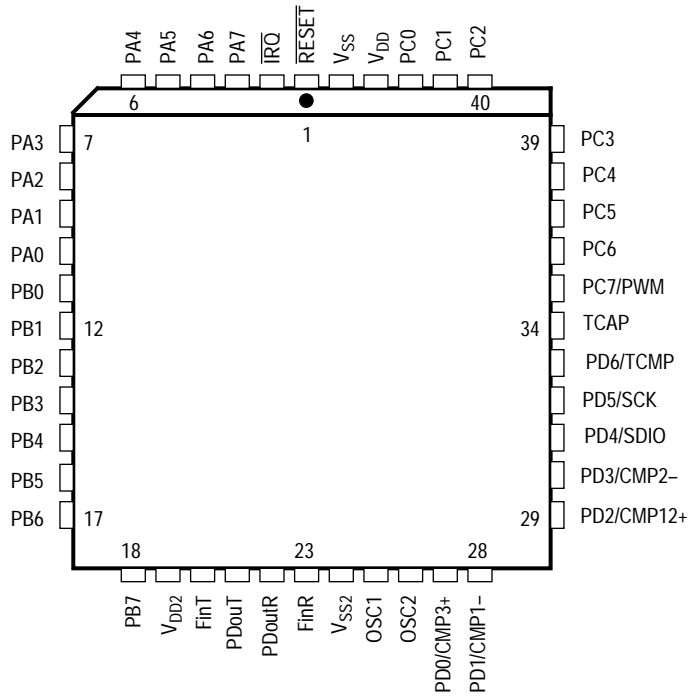 PA4 PA5 PA6 PA7 IRQ RESET VSS VDD PC0 PC1 PC2
6 40
1
PA3 7 39 PC3
PA2 PC4
PA1 PC5
PA0 PC6
PB0 PC7/PWM
PB1 12 34 TCAP
PB2 PD6/TCMP
PB3 PD5/SCK
PB4 PD4/SDIO
PB5 PD3/CMP2–
PB6 17 29 PD2/CMP12+
18 23 28
PB7 VDD2 FinT PDouT PDoutR FinR VSS2 OSC1 OSC2 PD0/CMP3+ PD1/CMP1–